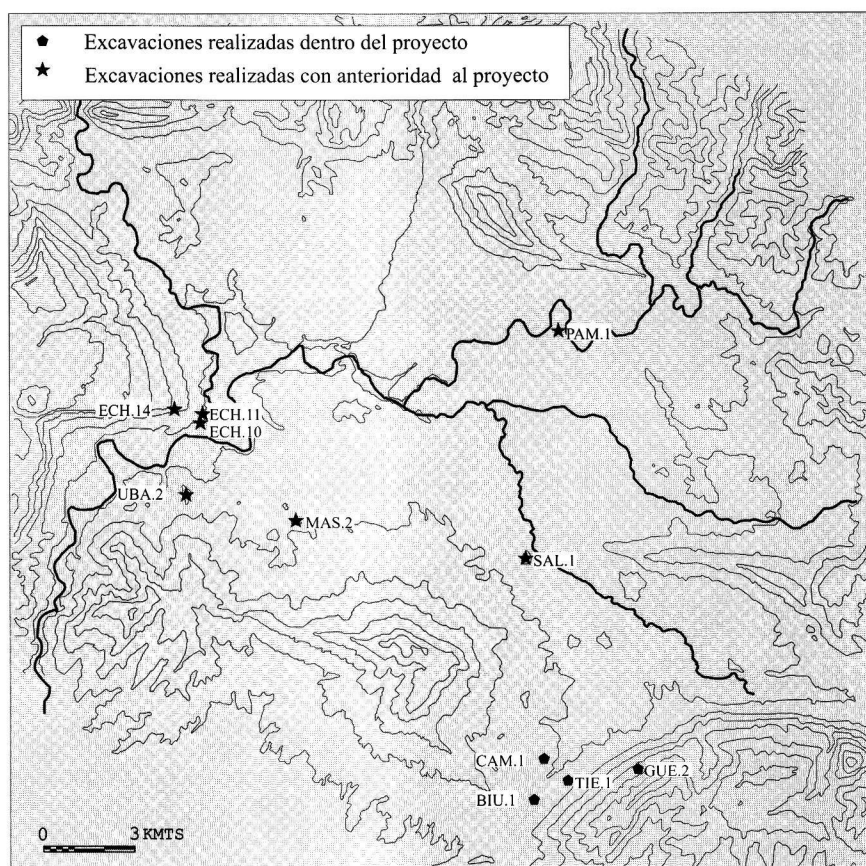 Excavaciones realizadas dentro del proyecto
Excavaciones realizadas con anterioridad al proyecto
PAM.1
ECH.14
ECH.11
ECH.10
UBA.2
MAS.2
SAL.1
CAM.1
TIE.1
GUE.2
BIU.1
0 3 KMTS